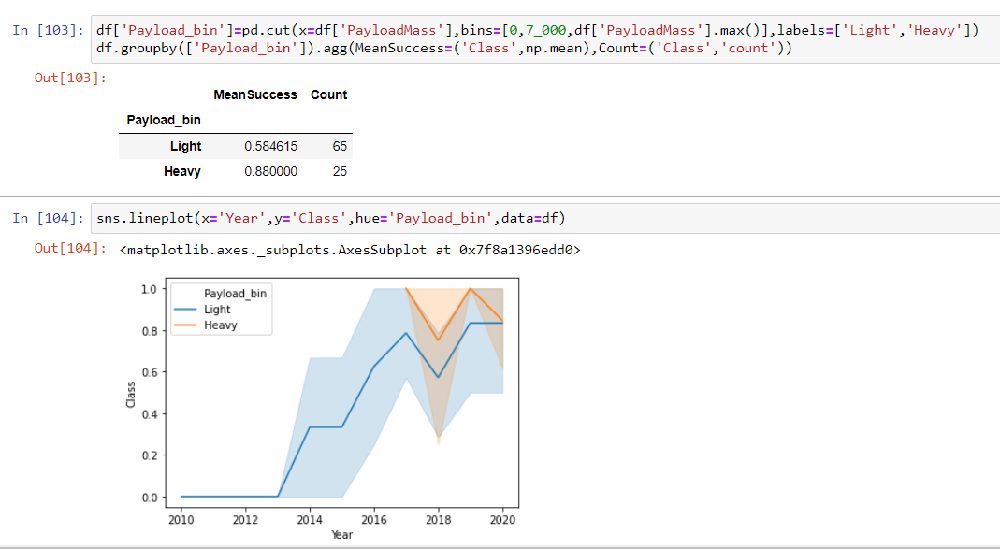 In [103]: df['Payload_bin']=pd.cut(x=df['PayloadMass'],bins=[0,7_000,df['PayloadMass'].max()],labels=['Light','Heavy'])
df.groupby(['Payload_bin']).agg(MeanSuccess=('Class',np.mean),Count=('Class','count'))
Out[103]:
MeanSuccess Count
Payload_bin
Light 0.584615 65
Heavy 0.880000 25
In [104]: sns.lineplot(x='Year',y='Class',hue='Payload_bin',data=df)
Out[104]: <matplotlib.axes._subplots.AxesSubplot at 0x7f8a1396edd0>
Payload_bin
Light
Heavy
1.0
0.8
0.6
0.4
0.2
0.0
Class
2010 2012 2014 2016 2018 2020
Year